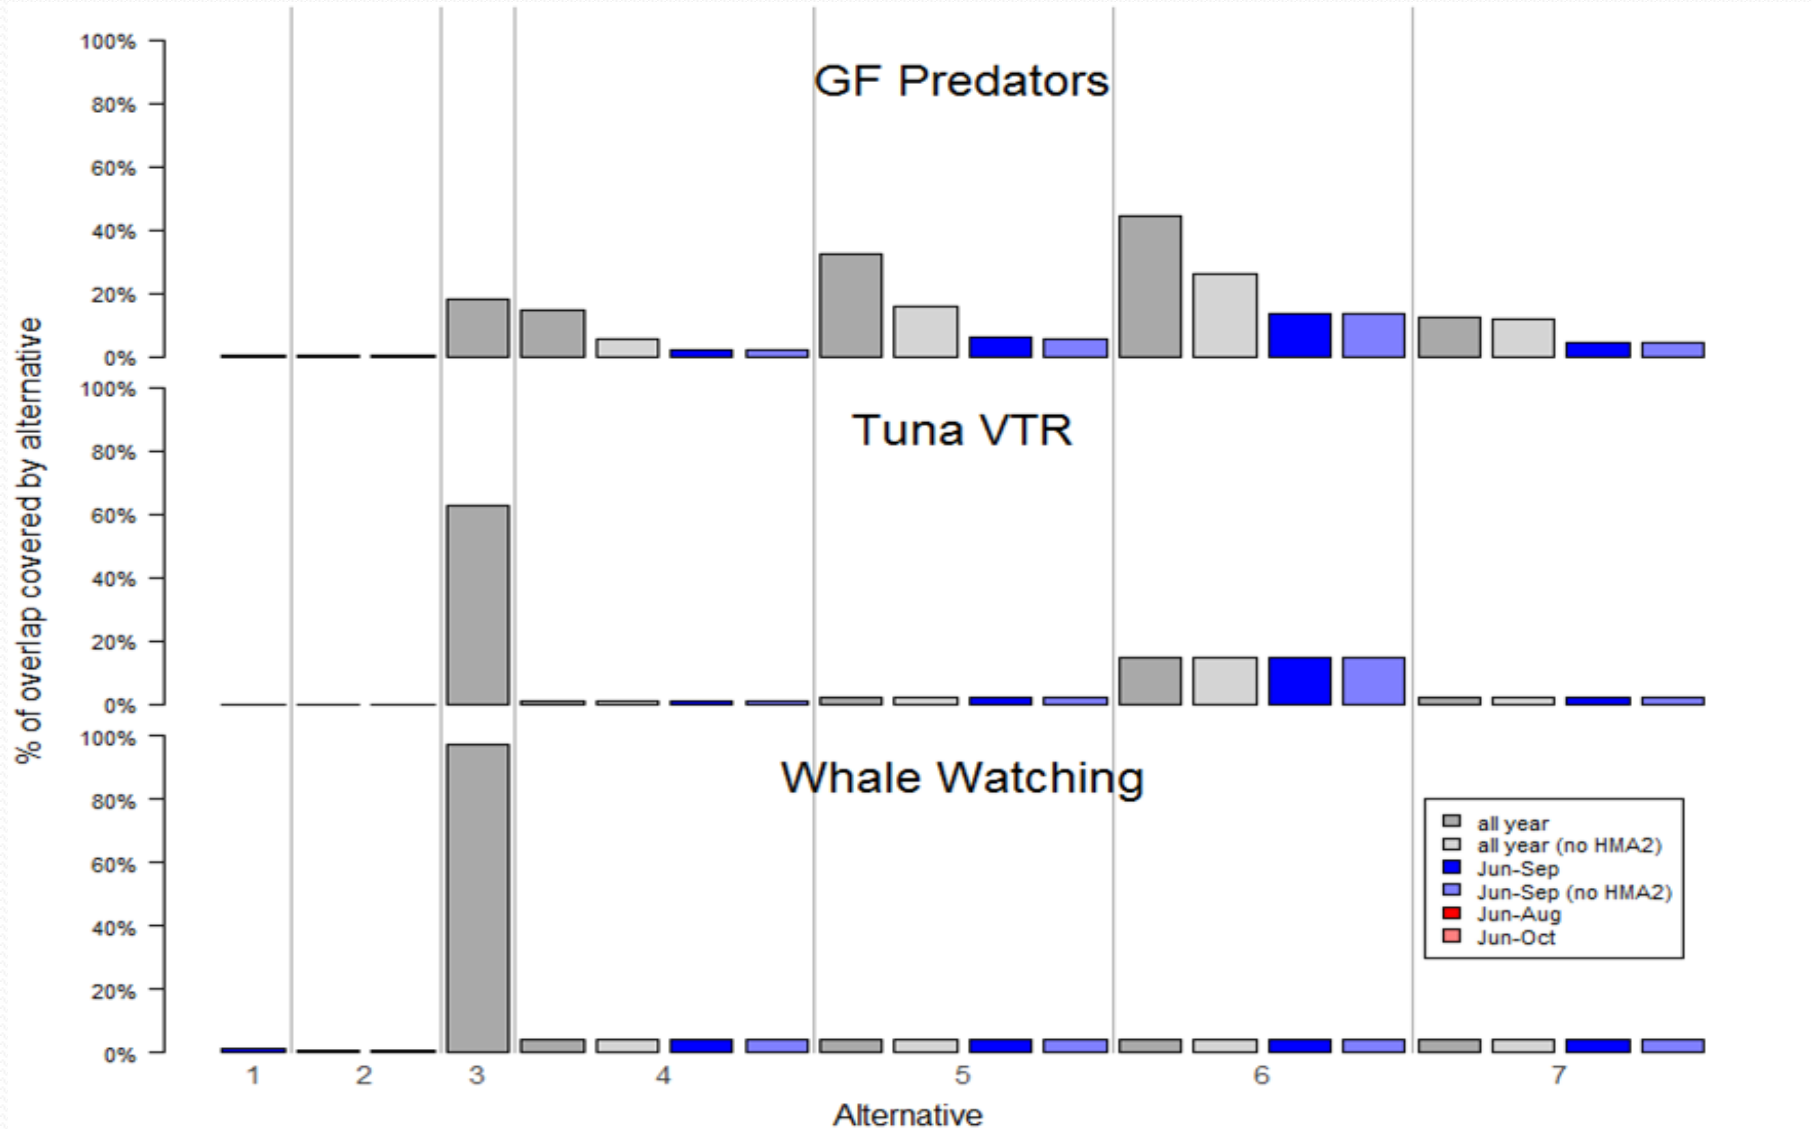 % of overlap covered by alternative
GF Predators
100%
80%
60%
40%
20%
0%
Tuna VTR
100%
80%
60%
40%
20%
0%
Whale Watching
100%
80%
60%
40%
20%
0%
all year
all year (no HMA2)
Jun-Sep
Jun-Sep (no HMA2)
Jun-Aug
Jun-Oct
1 2 3 4 5 6 7
Alternative